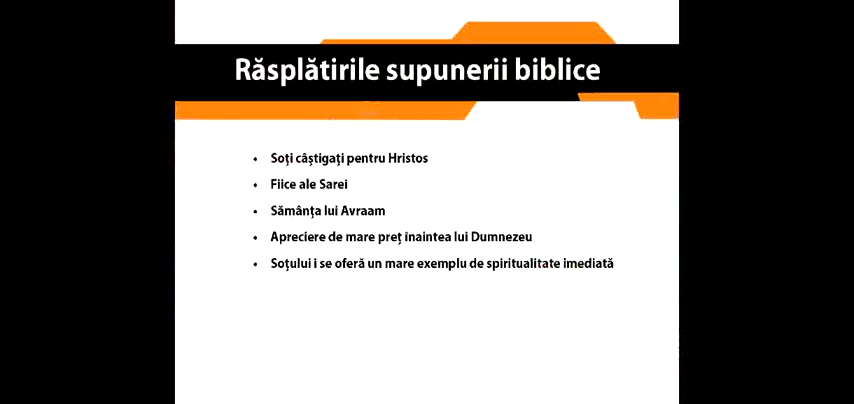 Răsplătirile supunerii biblice
• Soți câștigați pentru Hristos
• Fiice ale Sarei
• Sămânța lui Avraam
• Apreciere de mare preț înaintea lui Dumnezeu
• Soțului i se oferă un mare exemplu de spiritualitate imediată